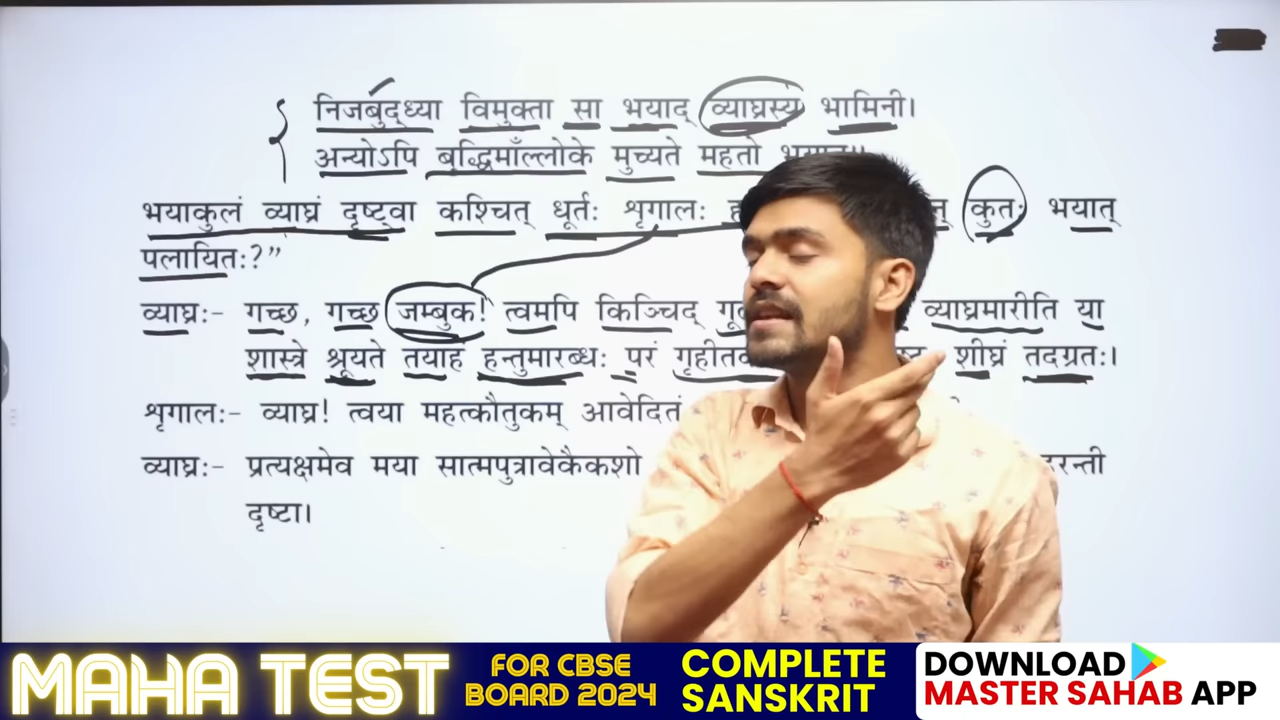 निजबुद्ध्या विमुक्ता सा भयाद् व्याघ्रस्य भामिनी।
अन्योऽपि बुद्धिमाँल्लोके मुच्यते महतो
भयाकुलं व्याघ्रं दृष्ट्वा कश्चित् धूर्तः शृगालः कुतः भयात्
पलायितः?”
व्याघ्रः- गच्छ, गच्छ जम्बुक! त्वमपि किञ्चिद् व्याघ्रमारीति या
शास्त्रे श्रूयते तयाह हन्तुमारब्धः परं शीघ्रं तदग्रतः।
शृगालः- व्याघ्र! त्वया महत्कौतुकम् आवेदितं
व्याघ्रः- प्रत्यक्षमेव मया सात्मपुत्रावेकैकशो
दृष्टा।
MAHA TEST FOR CBSE BOARD 2024 COMPLETE SANSKRIT DOWNLOAD MASTER SAHAB APP